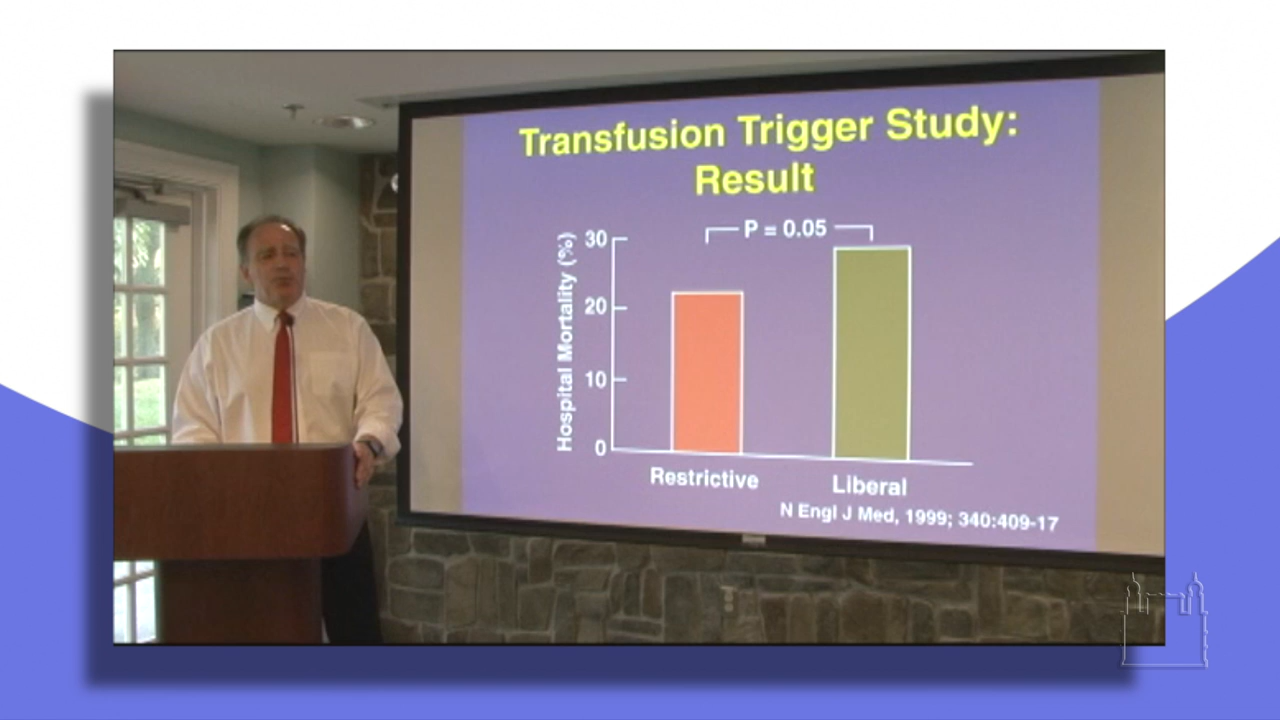 Transfusion Trigger Study:
Result
P = 0.05
Hospital Mortality (%)
30
20
10
0
Restrictive
Liberal
N Engl J Med, 1999; 340:409-17